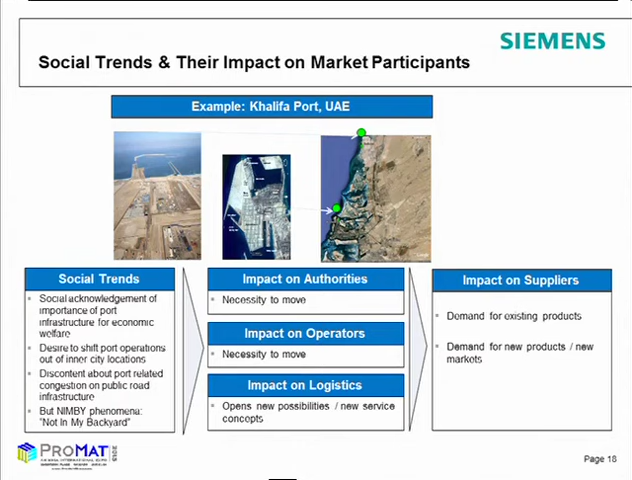 SIEMENS
Social Trends & Their Impact on Market Participants
Example: Khalifa Port, UAE
Social Trends
Social acknowledgement of
importance of port
infrastructure for economic
welfare
Desire to shift port operations
out of inner city locations
Discontent about port related
congestion on public road
infrastructure
But NIMBY phenomena:
"Not In My Backyard"
Impact on Authorities
Necessity to move
Impact on Operators
Necessity to move
Impact on Logistics
Opens new possibilities / new service
concepts
Impact on Suppliers
Demand for existing products
Demand for new products / new
markets
PROMAT
2013
Page 18